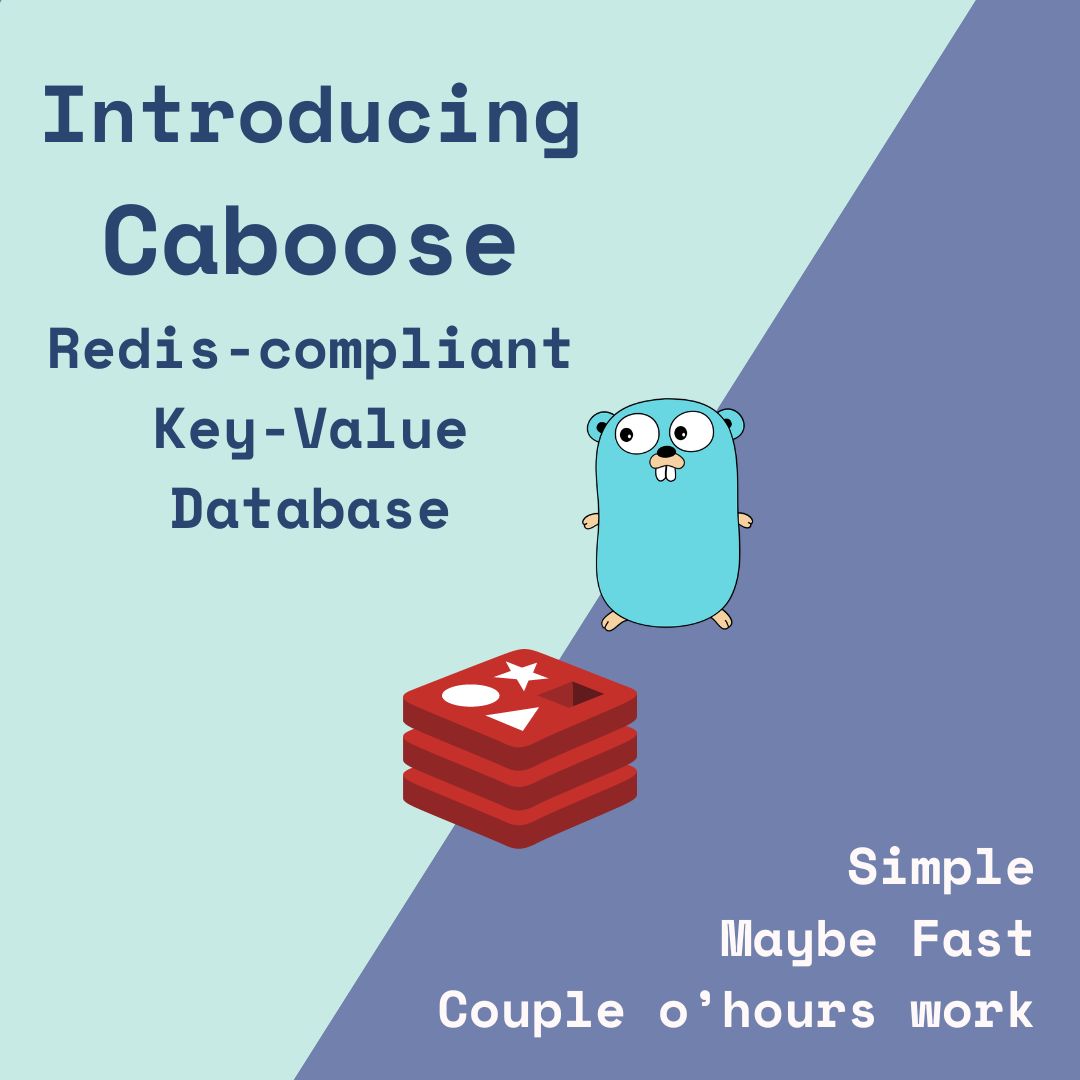 Introducing
Caboose
Redis-compliant
Key-Value
Database
Simple
Maybe Fast
Couple o’hours work